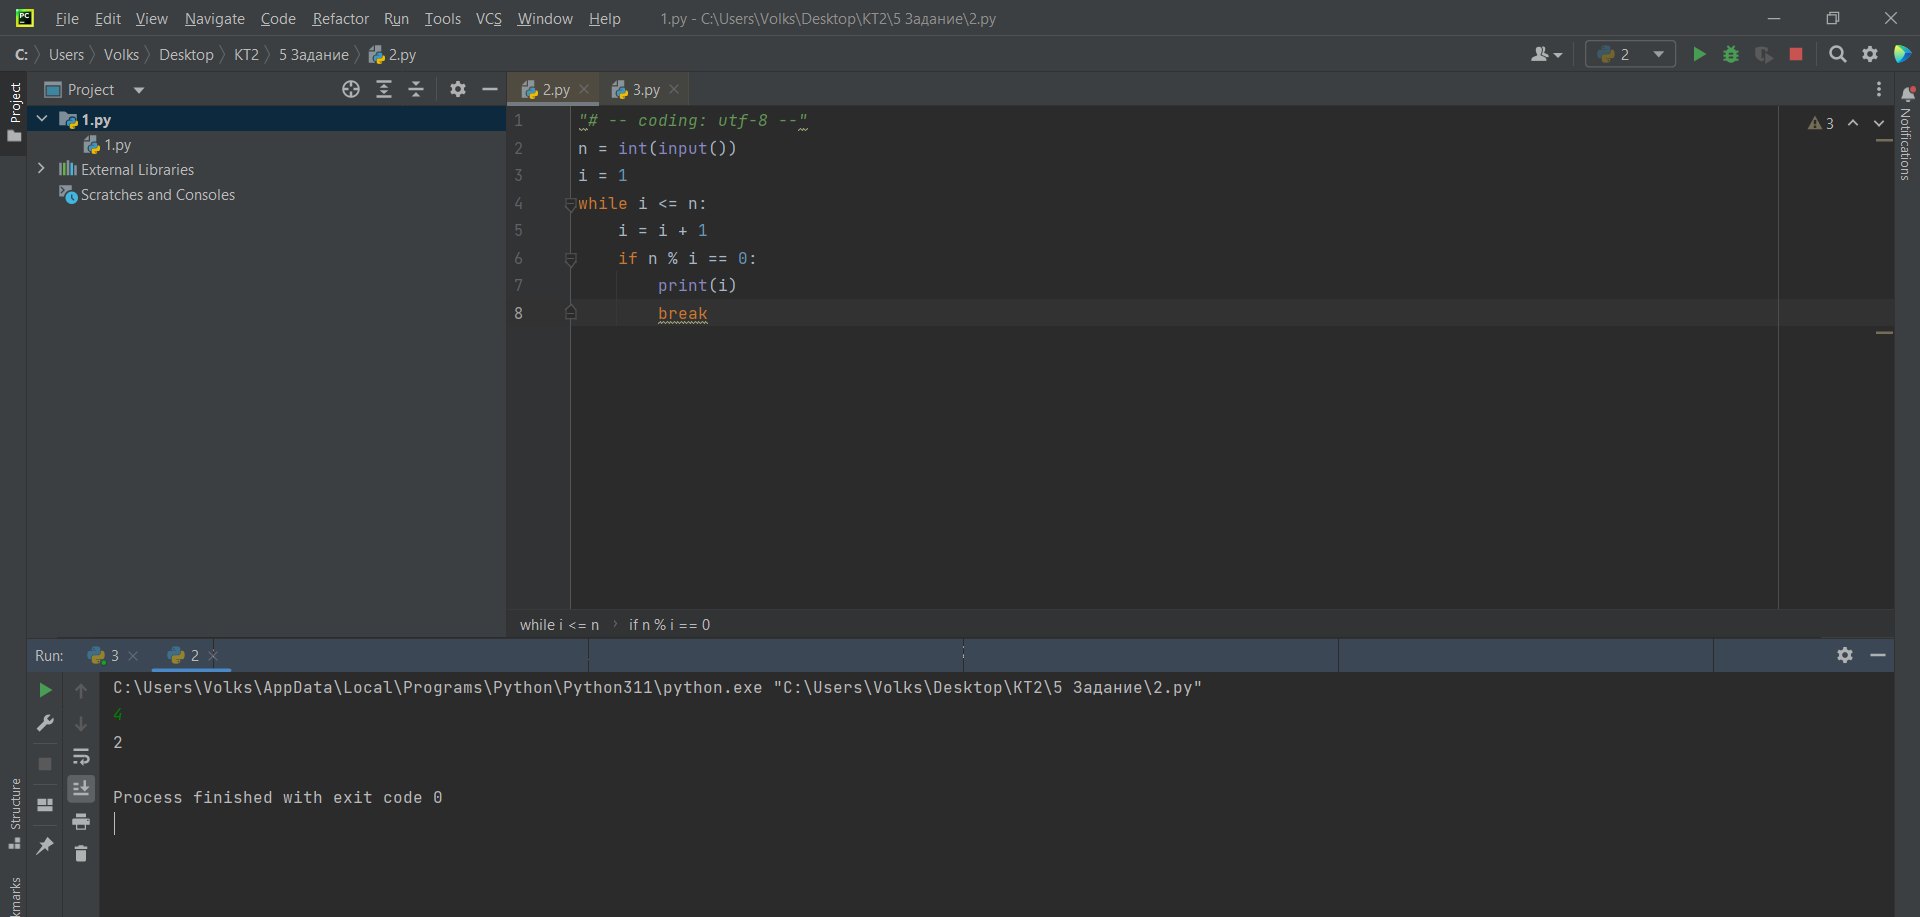 File Edit View Navigate Code Refactor Run Tools VCS Window Help 1.py - C:\Users\Volks\Desktop\KT2\5 Задание\2.py
C: Users Volks Desktop KT2 5 Задание 2.py
2
Project
2.py
3.py
1.py
1.py
External Libraries
Scratches and Consoles
Project
Structure
Notifications
3
1 "# -- coding: utf-8 --"
2 n = int(input())
3 i = 1
4 while i <= n:
5 i = i + 1
6 if n % i == 0:
7 print(i)
8 break
while i <= n if n % i == 0
Run: 3 2
C:\Users\Volks\AppData\Local\Programs\Python\Python311\python.exe "C:\Users\Volks\Desktop\KT2\5 Задание\2.py"
4
2
Process finished with exit code 0